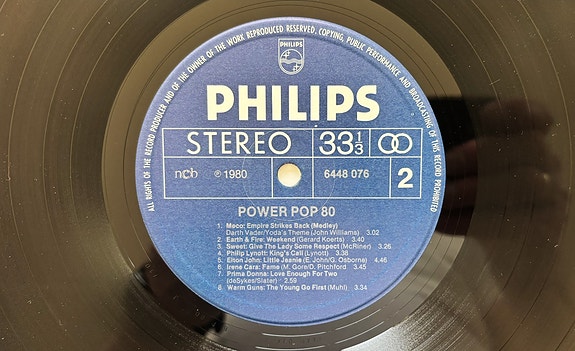 ALL RIGHTS OF THE RECORD PRODUCER AND OF THE OWNER OF THE WORK REPRODUCED RESERVED. COPYING, PUBLIC PERFORMANCE AND BROADCASTING OF THIS RECORD PROHIBITED
PHILIPS
PHILIPS
STEREO 33 1/3
ncb ℗ 1980 6448 076 2
POWER POP 80
1. Meco: Empire Strikes Back (Medley)
Darth Vader/Yoda's Theme (John Williams) 3.02
2. Earth & Fire: Weekend (Gerard Koerts) 3.40
3. Sweet: Give The Lady Some Respect (McRiner) 3.26
4. Philip Lynott: King's Call (Lynott) 3.38
5. Elton John: Little Jeanie (E. John/G. Osborne) 4.46
6. Irene Cara: Fame (M. Gore/D. Pitchford) 3.45
7. Prima Donna: Love Enough For Two
(deSykes/Slater) 2.59
8. Warm Guns: The Young Go First (Muhl) 3.34